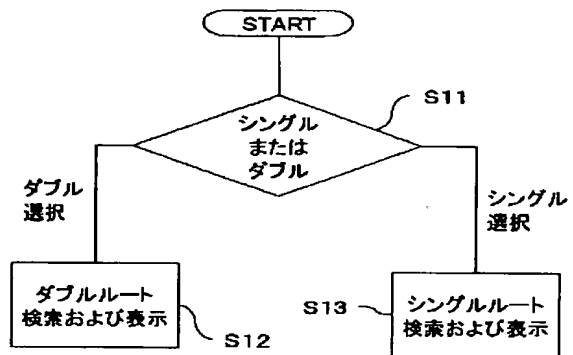 START
S11
シングル
または
ダブル
ダブル
選択
シングル
選択
ダブルルート
検索および表示
S12
S13
シングルルート
検索および表示